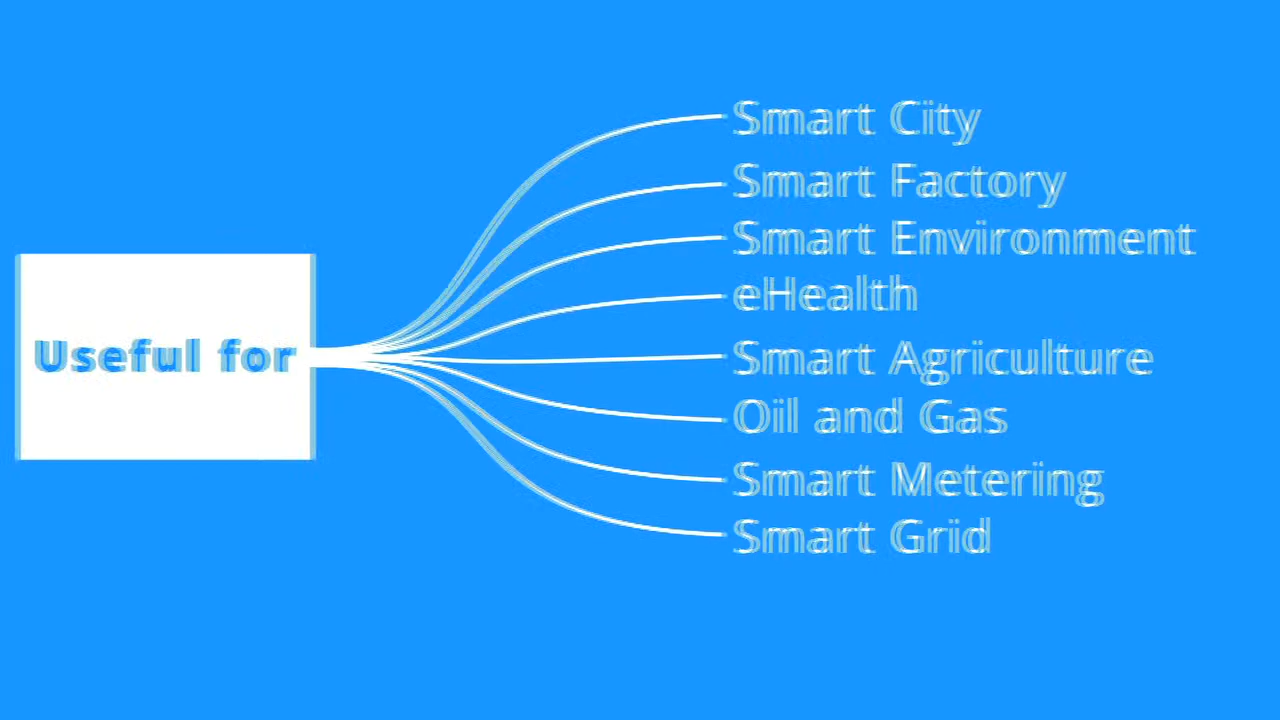 Useful for
Smart City
Smart Factory
Smart Environment
eHealth
Smart Agriculture
Oil and Gas
Smart Metering
Smart Grid